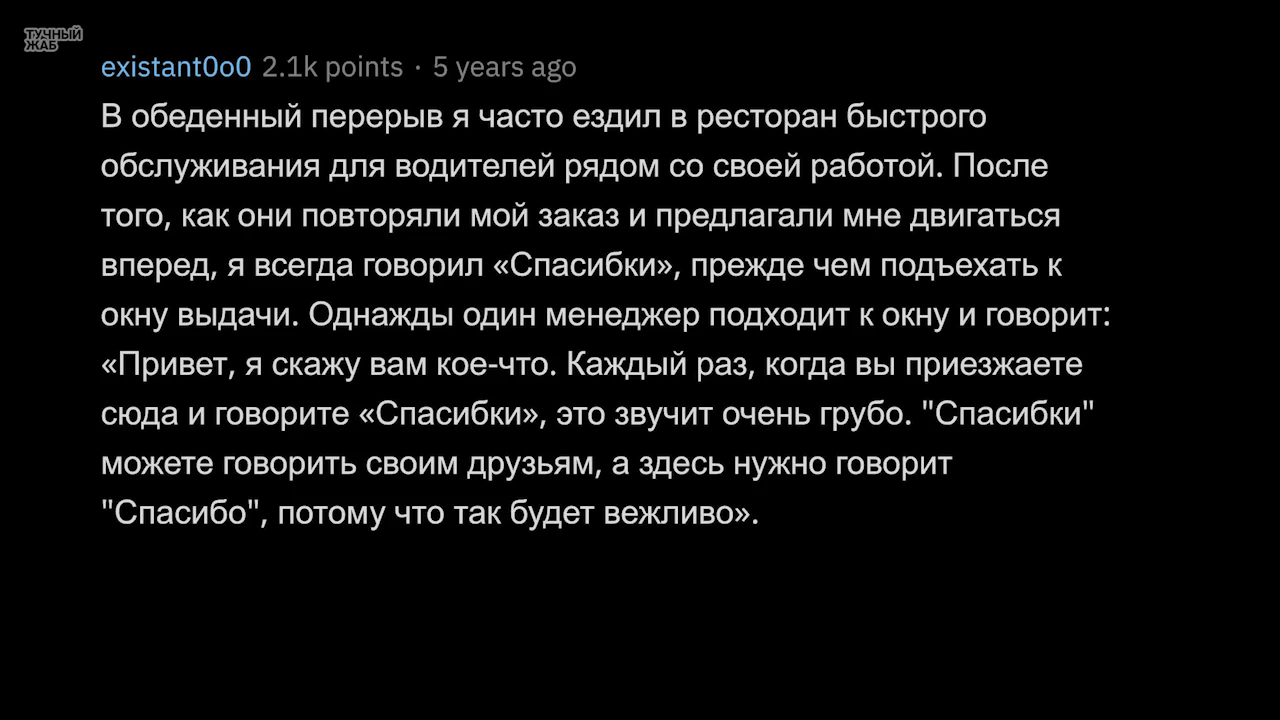 ТУЧНЫЙ
ЖАБ
existant0o0 2.1k points · 5 years ago
В обеденный перерыв я часто ездил в ресторан быстрого
обслуживания для водителей рядом со своей работой. После
того, как они повторяли мой заказ и предлагали мне двигаться
вперед, я всегда говорил «Спасибки», прежде чем подъехать к
окну выдачи. Однажды один менеджер подходит к окну и говорит:
«Привет, я скажу вам кое-что. Каждый раз, когда вы приезжаете
сюда и говорите «Спасибки», это звучит очень грубо. "Спасибки"
можете говорить своим друзьям, а здесь нужно говорит
"Спасибо", потому что так будет вежливо».